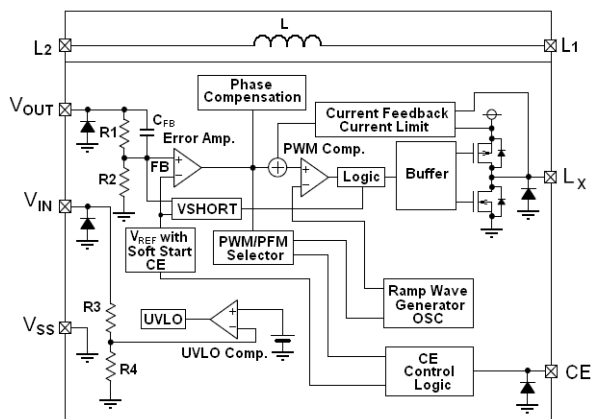 L
L2
L1
Phase
Compensation
VOUT
CFB
R1
Error Amp.
Current Feedback
Current Limit
PWM Comp.
FB
R2
Logic
Buffer
LX
VIN
VSHORT
VREF with
Soft Start
CE
PWM/PFM
Selector
Ramp Wave
Generator
OSC
R3
UVLO
VSS
UVLO Comp.
R4
CE
Control
Logic
CE